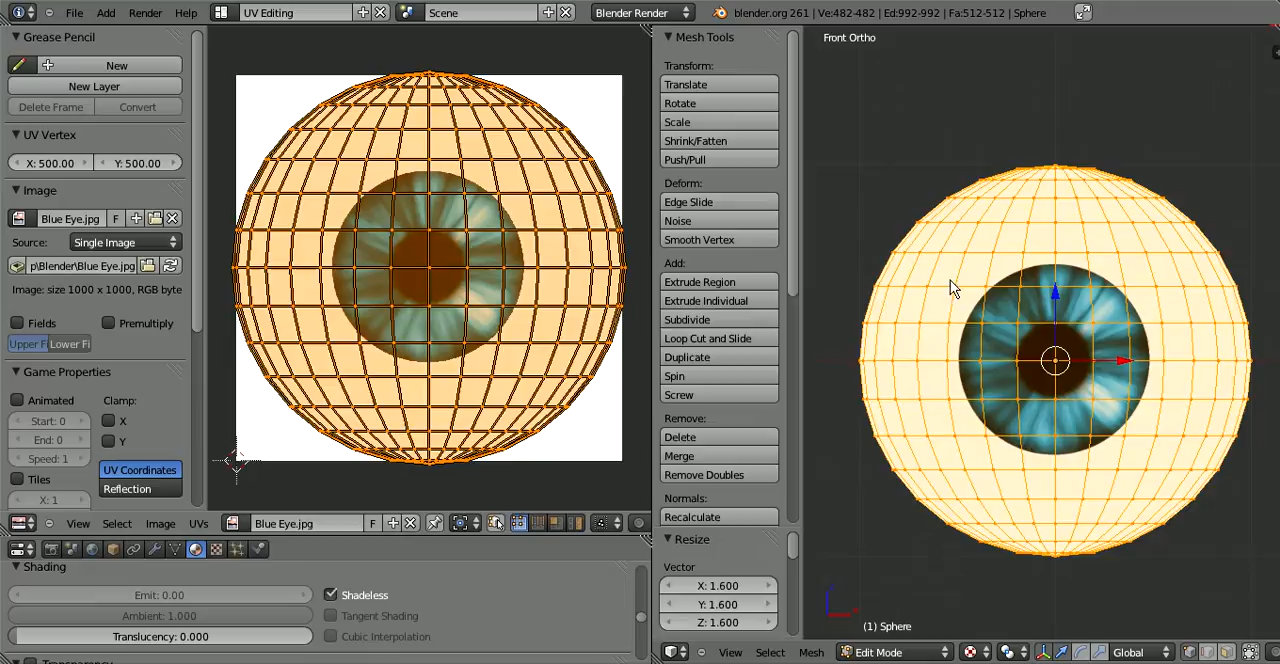 File Add Render Help UV Editing Scene Blender Render blender.org 261 | Ve:482-482 | Ed:992-992 | Fa:512-512 | Sphere
Grease Pencil
New
New Layer
Delete Frame Convert
UV Vertex
X: 500.00 Y: 500.00
Image
Blue Eye.jpg F
Source: Single Image
p\Blender\Blue Eye.jpg
Image: size 1000 x 1000, RGB byte
Fields Premultiply
Upper Fi Lower Fi
Game Properties
Animated Clamp:
Start: 0 X
End: 0 Y
Speed: 1
UV Coordinates
Tiles Reflection
X: 1
View Select Image UVs Blue Eye.jpg F
Shading
Emit: 0.00 Shadeless
Ambient: 1.000 Tangent Shading
Translucency: 0.000 Cubic Interpolation
Mesh Tools
Transform:
Translate
Rotate
Scale
Shrink/Fatten
Push/Pull
Deform:
Edge Slide
Noise
Smooth Vertex
Add:
Extrude Region
Extrude Individual
Subdivide
Loop Cut and Slide
Duplicate
Spin
Screw
Remove:
Delete
Merge
Remove Doubles
Normals:
Recalculate
Resize
Vector
X: 1.600
Y: 1.600
Z: 1.600
Front Ortho
(1) Sphere
View Select Mesh Edit Mode Global